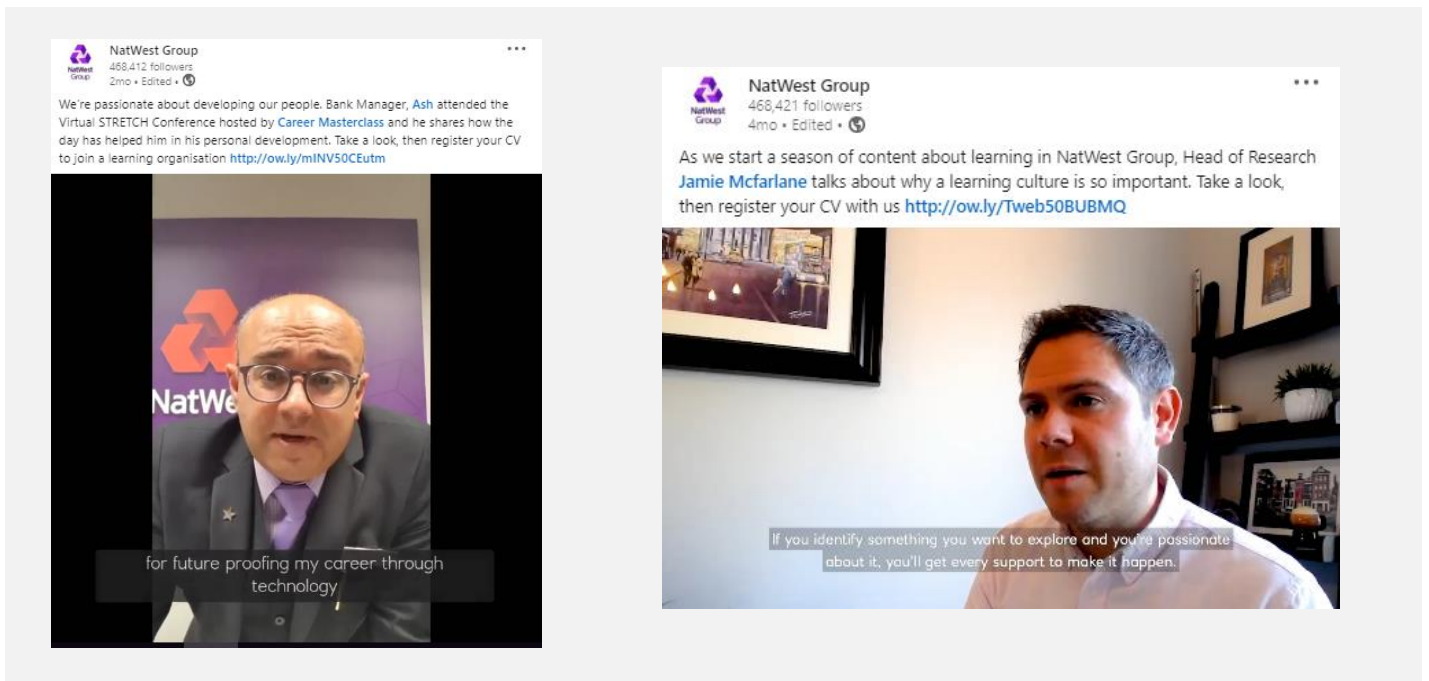 NatWest Group
468,412 followers
2mo • Edited •
NatWest
Group
We're passionate about developing our people. Bank Manager, Ash attended the
Virtual STRETCH Conference hosted by Career Masterclass and he shares how the
day has helped him in his personal development. Take a look, then register your CV
to join a learning organisation http://ow.ly/mINV50CEutm
NatWe
for future proofing my career through
technology
NatWest Group
468,421 followers
4mo • Edited •
NatWest
Group
As we start a season of content about learning in NatWest Group, Head of Research
Jamie Mcfarlane talks about why a learning culture is so important. Take a look,
then register your CV with us http://ow.ly/Tweb50BUBMQ
If you identify something you want to explore and you're passionate
about it, you'll get every support to make it happen.